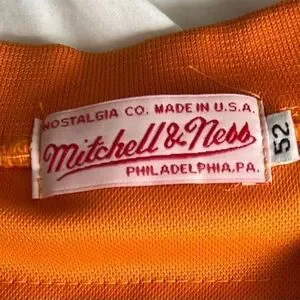 NOSTALGIA CO. MADE IN U.S.A.
Mitchell & Ness
PHILADELPHIA, PA.
52